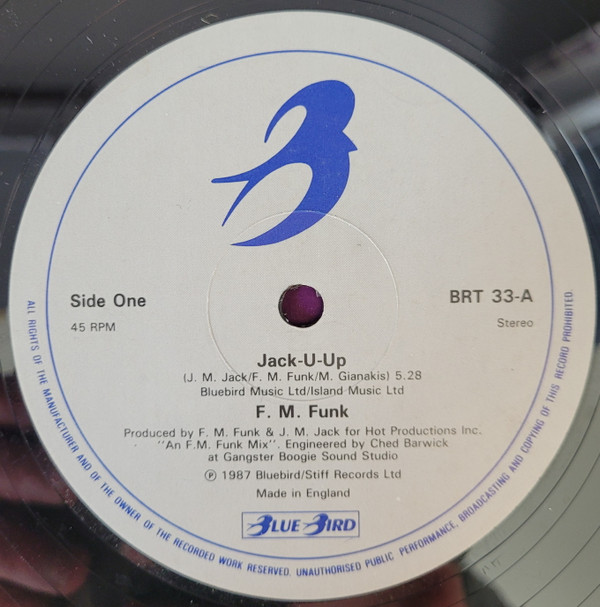 Side One
BRT 33-A
45 RPM
Stereo
Jack-U-Up
(J. M. Jack/F. M. Funk/M. Gianakis) 5.28
Bluebird Music Ltd/Island Music Ltd
F. M. Funk
Produced by F. M. Funk & J. M. Jack for Hot Productions Inc.
"An F.M. Funk Mix". Engineered by Ched Barwick
at Gangster Boogie Sound Studio
℗ 1987 Bluebird/Stiff Records Ltd
Made in England
BLUE BIRD
ALL RIGHTS OF THE MANUFACTURER AND OF THE OWNER OF THE RECORDED WORK RESERVED. UNAUTHORISED PUBLIC PERFORMANCE, BROADCASTING AND COPYING OF THIS RECORD PROHIBITED.